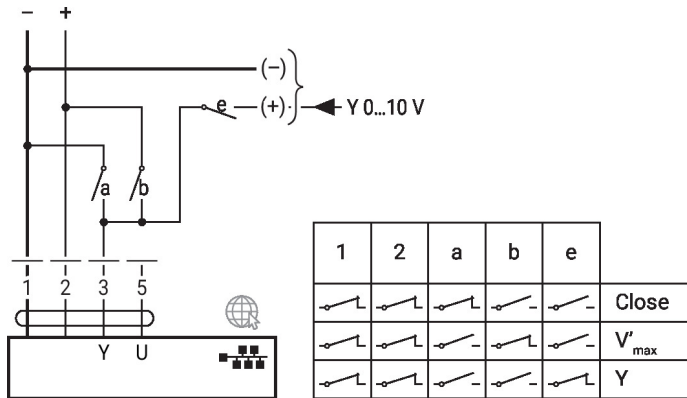 − +
(−)
e (+) Y 0...10 V
a b
1 2 3 5
Y U
1 2 a b e
Close
V'max
Y